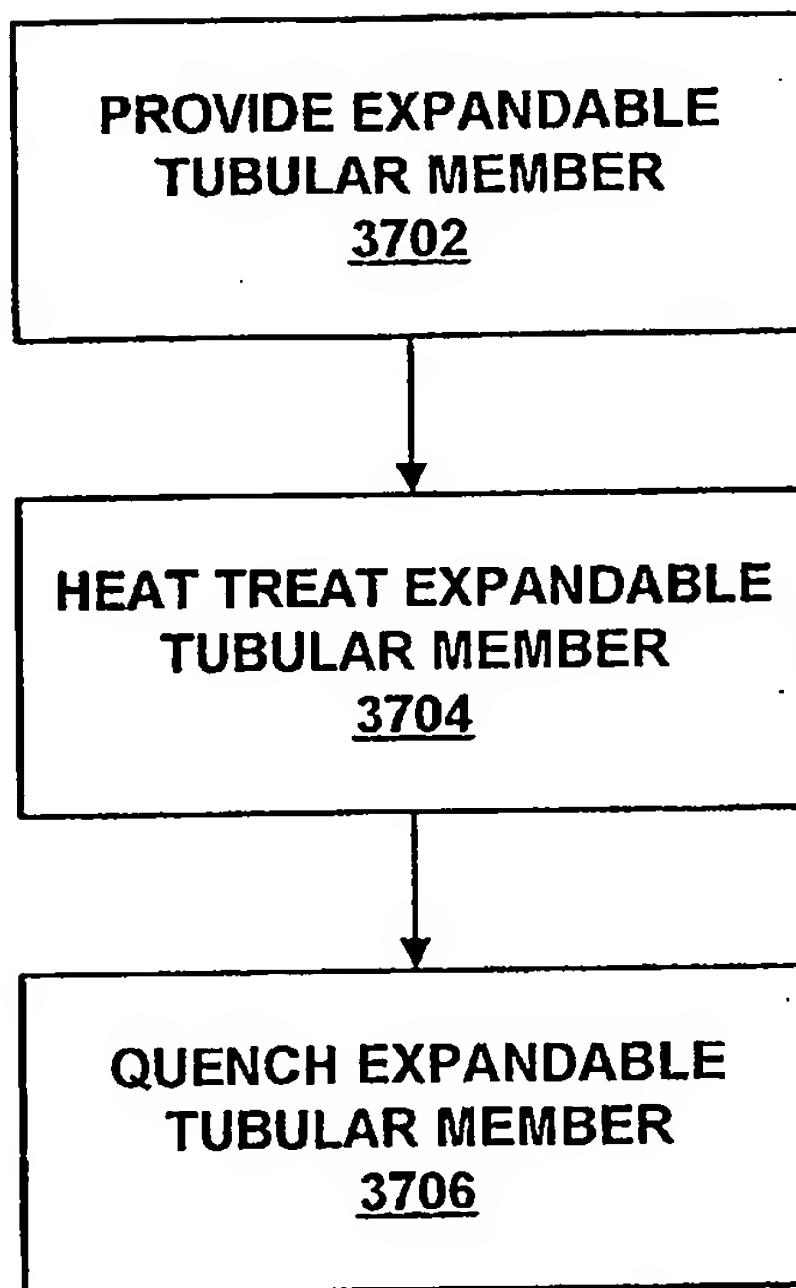 PROVIDE EXPANDABLE
TUBULAR MEMBER
3702
HEAT TREAT EXPANDABLE
TUBULAR MEMBER
3704
QUENCH EXPANDABLE
TUBULAR MEMBER
3706